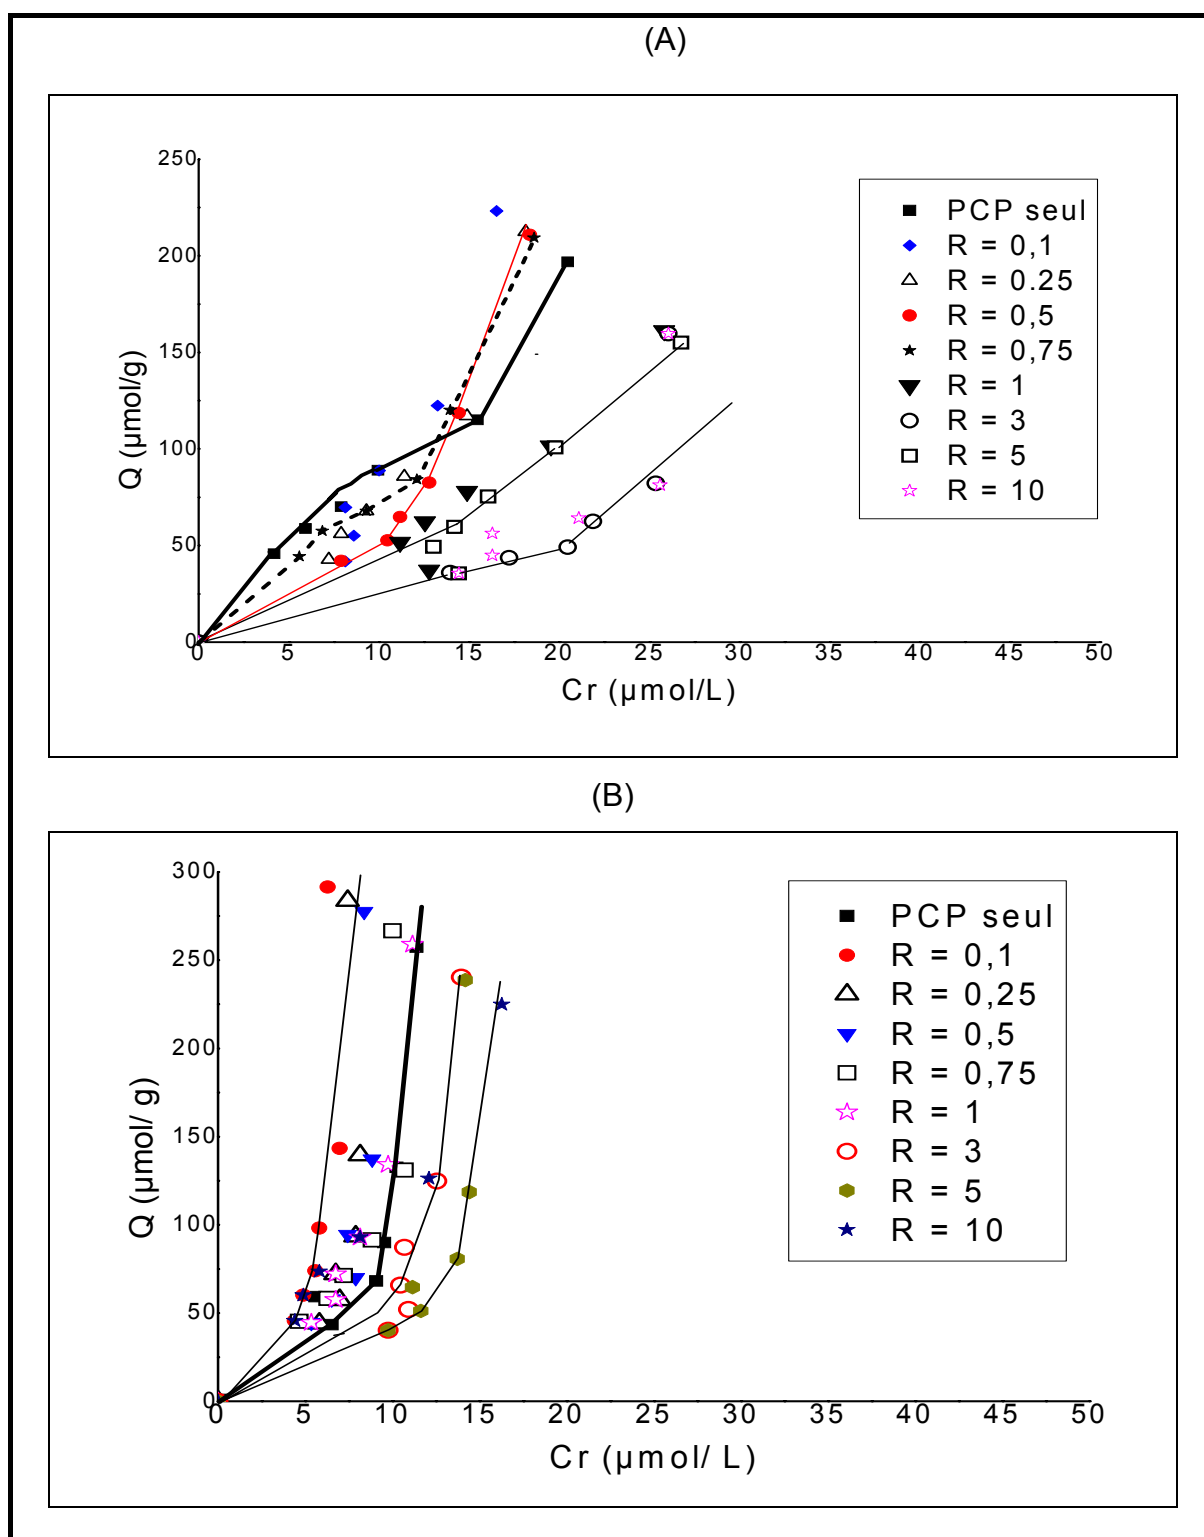 (A)
250
200
150
100
50
0
Q (µmol/g)
0 5 10 15 20 25 30 35 40 45 50
Cr (µmol/L)
PCP seul
R = 0,1
R = 0.25
R = 0,5
R = 0,75
R = 1
R = 3
R = 5
R = 10
(B)
300
250
200
150
100
50
0
Q (µmol/ g)
0 5 10 15 20 25 30 35 40 45 50
Cr (µmol/ L)
PCP seul
R = 0,1
R = 0,25
R = 0,5
R = 0,75
R = 1
R = 3
R = 5
R = 10